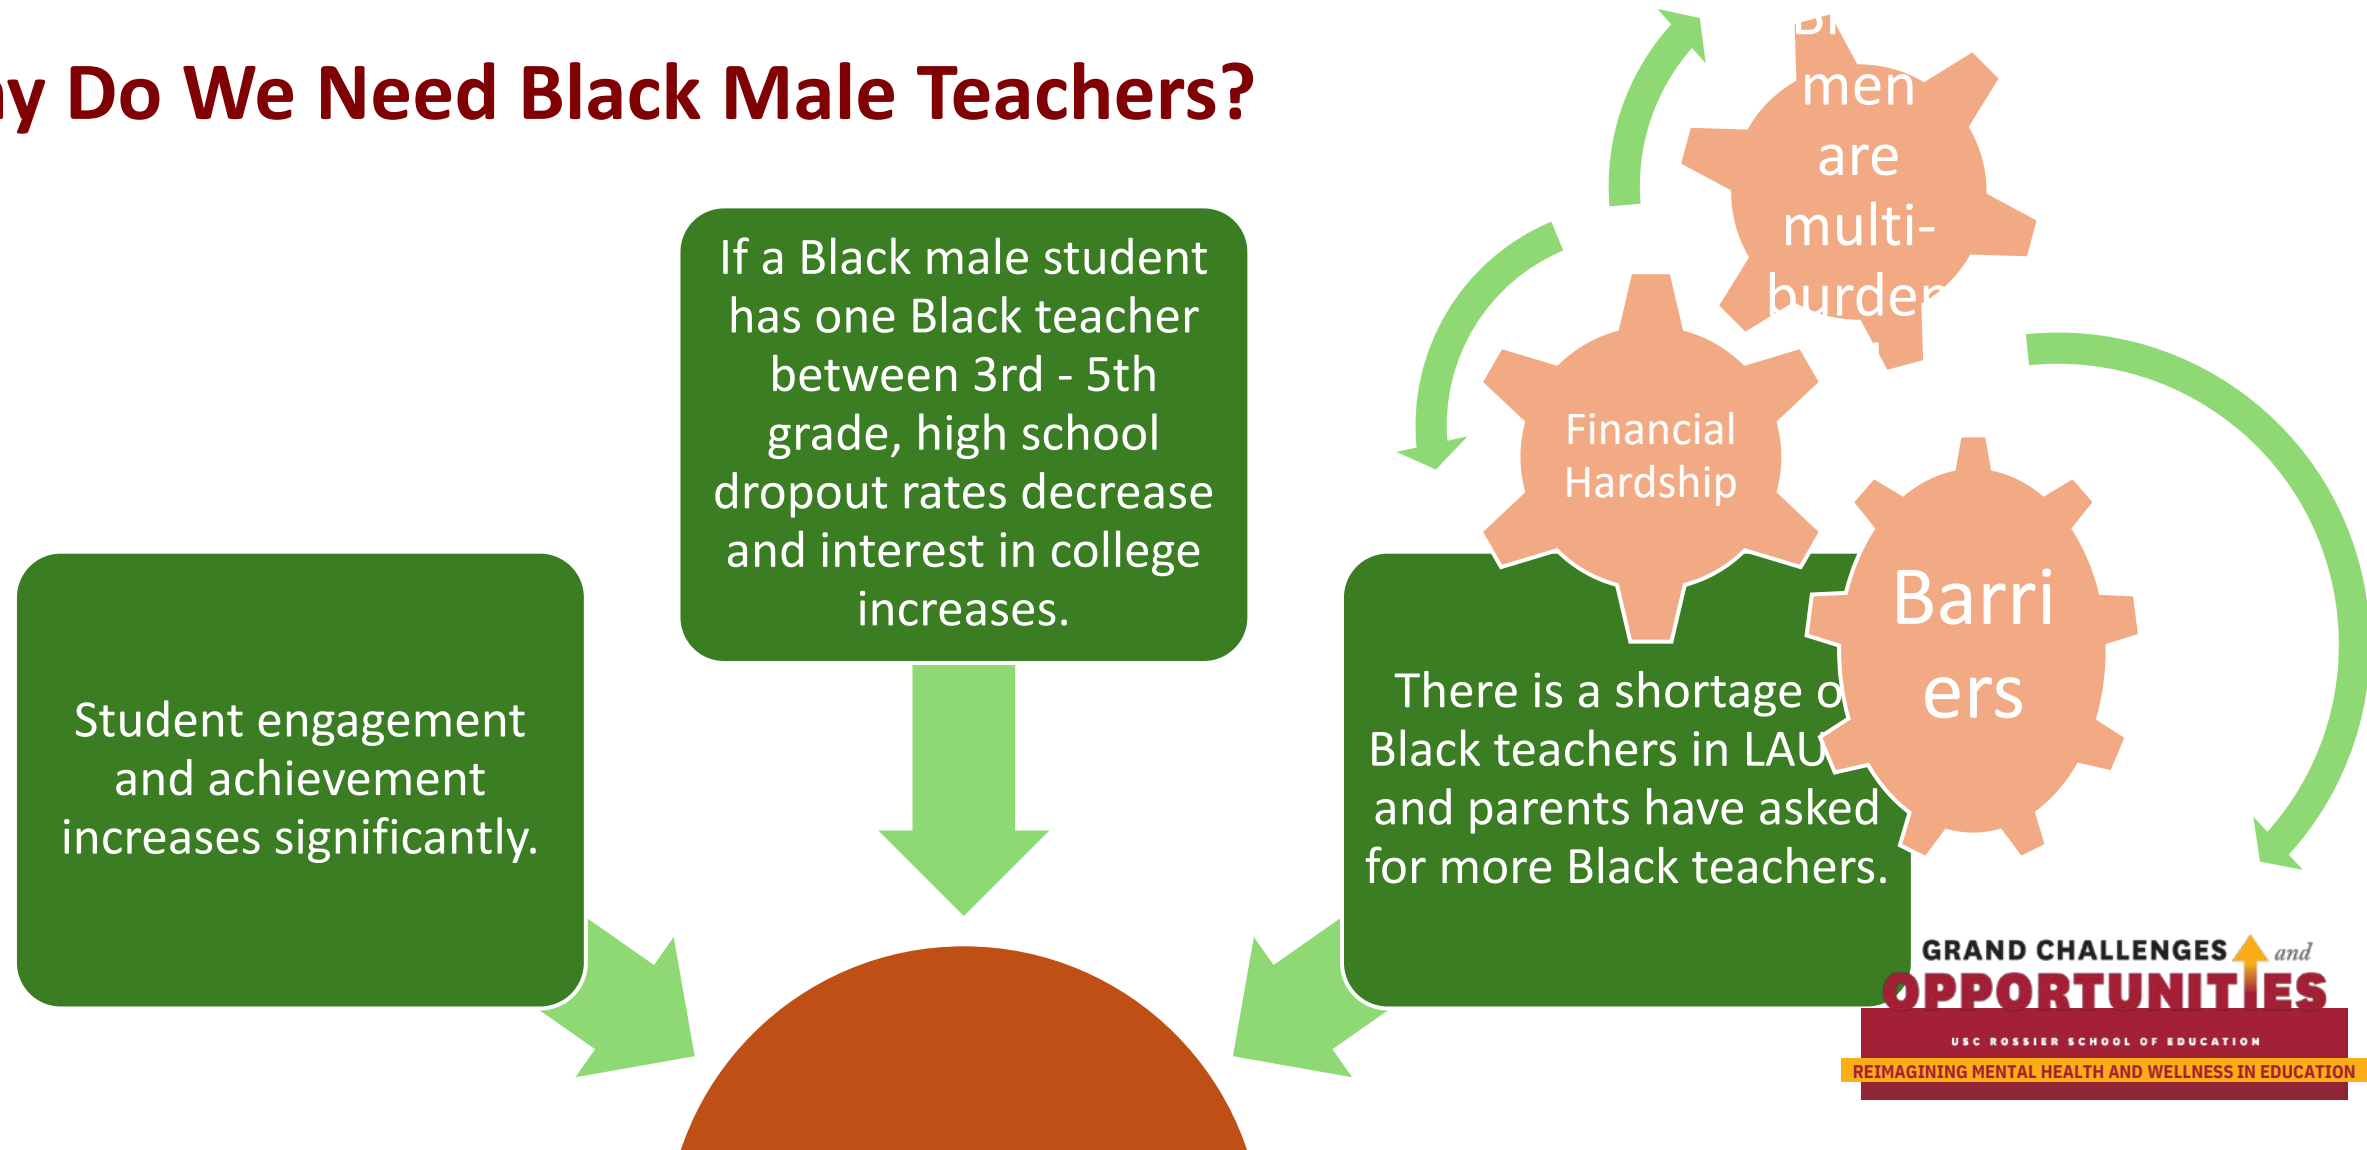 Do We Need Black Male Teachers?
If a Black male student
has one Black teacher
between 3rd - 5th
grade, high school
dropout rates decrease
and interest in college
increases.
Student engagement
and achievement
increases significantly.
There is a shortage
Black teachers in
and parents have asked
for more Black teachers.
men
are
multi-
Financial
Hardship
Barri
ers
GRAND CHALLENGES and
OPPORTUNITIES
USC ROSSIER SCHOOL OF EDUCATION
REIMAGINING MENTAL HEALTH AND WELLNESS IN EDUCATION